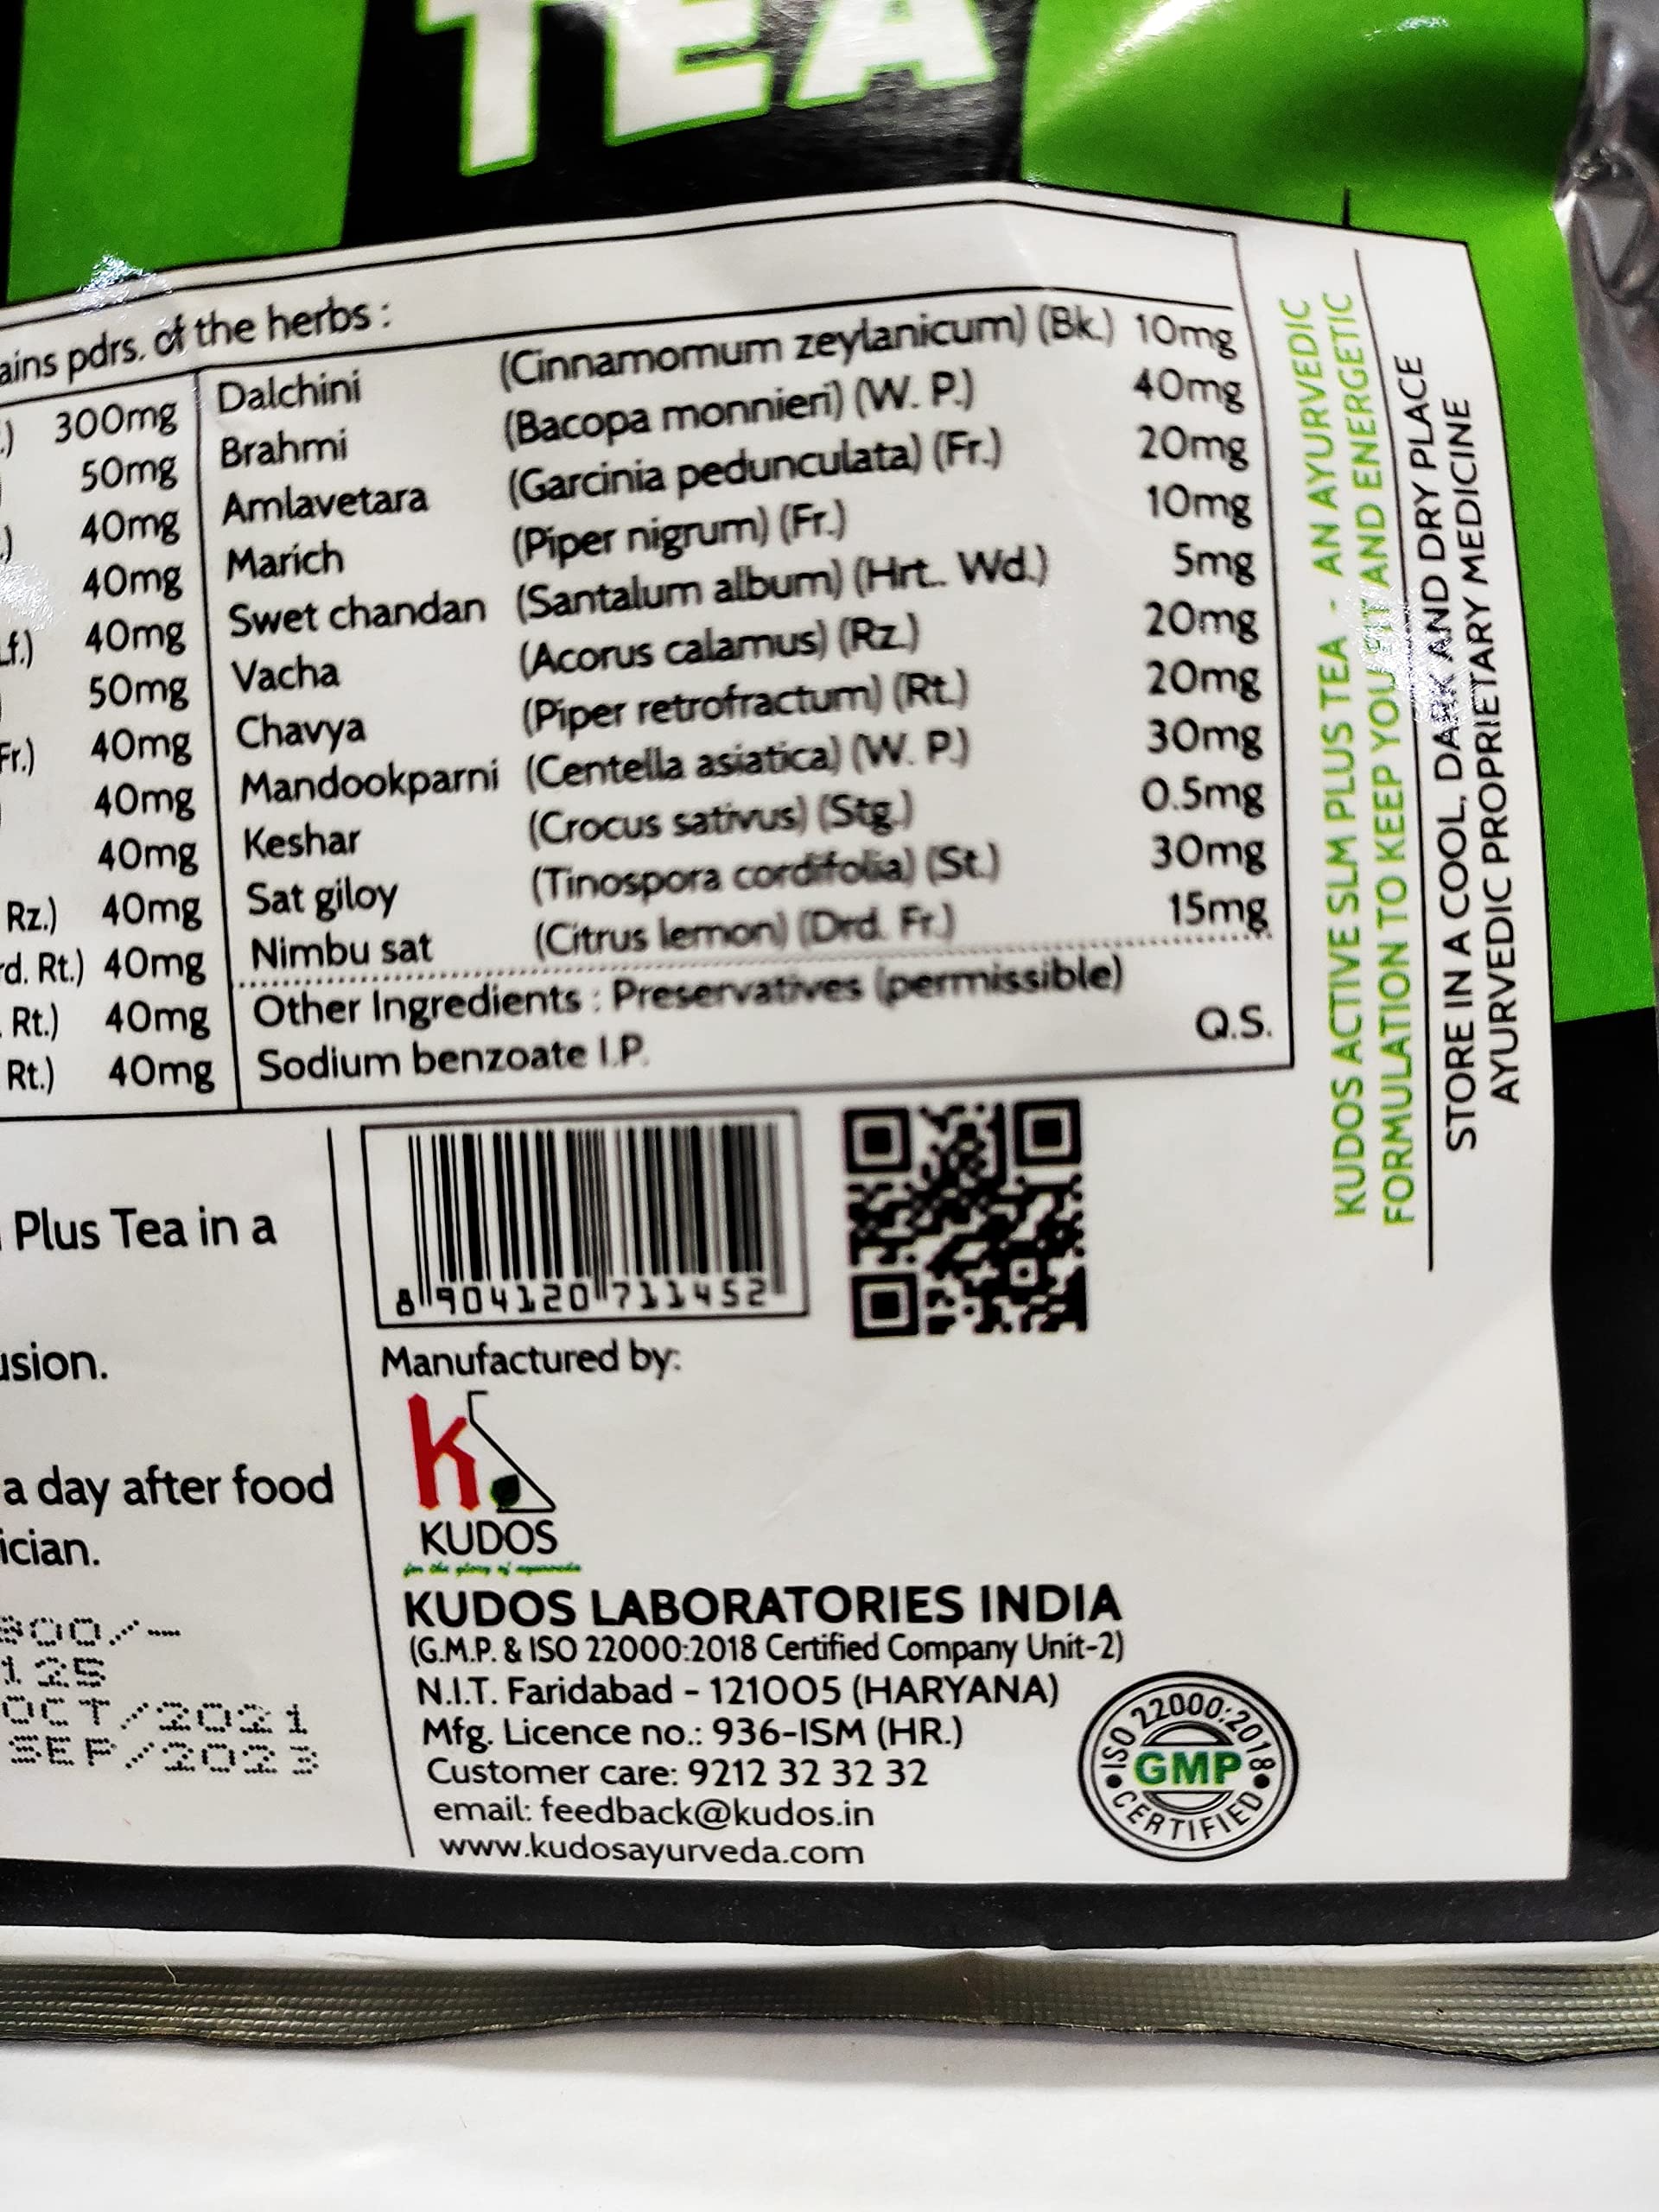 TEA
ains pdrs. of the herbs :
.) 300mg
50mg
.) 40mg
40mg
Lf.) 40mg
50mg
Fr.) 40mg
40mg
40mg
Rz.) 40mg
rd. Rt.) 40mg
. Rt.) 40mg
Rt.) 40mg
Dalchini (Cinnamomum zeylanicum) (Bk.) 10mg
Brahmi (Bacopa monnieri) (W. P.) 40mg
Amlavetara (Garcinia pedunculata) (Fr.) 20mg
Marich (Piper nigrum) (Fr.) 10mg
Swet chandan (Santalum album) (Hrt. Wd.) 5mg
Vacha (Acorus calamus) (Rz.) 20mg
Chavya (Piper retrofractum) (Rt.) 20mg
Mandookparni (Centella asiatica) (W. P.) 30mg
Keshar (Crocus sativus) (Stg.) 0.5mg
Sat giloy (Tinospora cordifolia) (St.) 30mg
Nimbu sat (Citrus lemon) (Drd. Fr.) 15mg
Other Ingredients : Preservatives (permissible)
Sodium benzoate I.P. Q.S.
KUDOS ACTIVE SLM PLUS TEA - AN AYURVEDIC
FORMULATION TO KEEP YOU FIT AND ENERGETIC
STORE IN A COOL, DARK AND DRY PLACE
AYURVEDIC PROPRIETARY MEDICINE
Plus Tea in a
usion.
a day after food
ician.
300/-
125
OCT/2021
SEP/2023
8 904120 711452
Manufactured by:
k
KUDOS
for the glory of ayurveda
KUDOS LABORATORIES INDIA
(G.M.P. & ISO 22000:2018 Certified Company Unit-2)
N.I.T. Faridabad - 121005 (HARYANA)
Mfg. Licence no.: 936-ISM (HR.)
Customer care: 9212 32 32 32
email: feedback@kudos.in
www.kudosayurveda.com
ISO 22000:2018
GMP
CERTIFIED